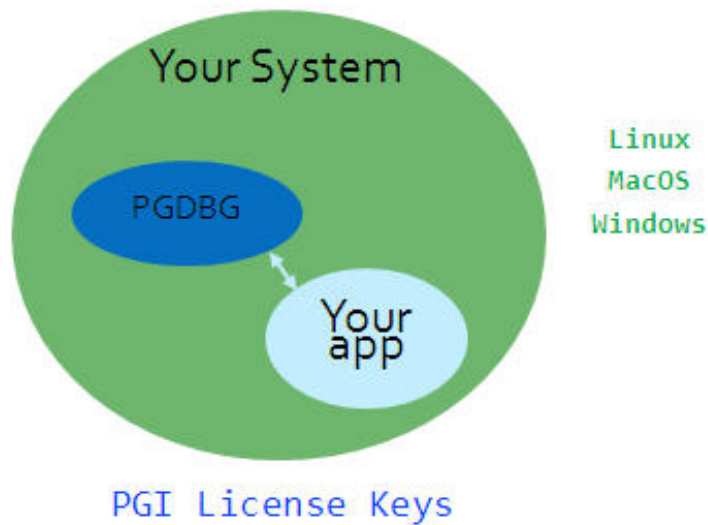 Your System
Linux
MacOS
Windows
PGDBG
Your
app
PGI License Keys